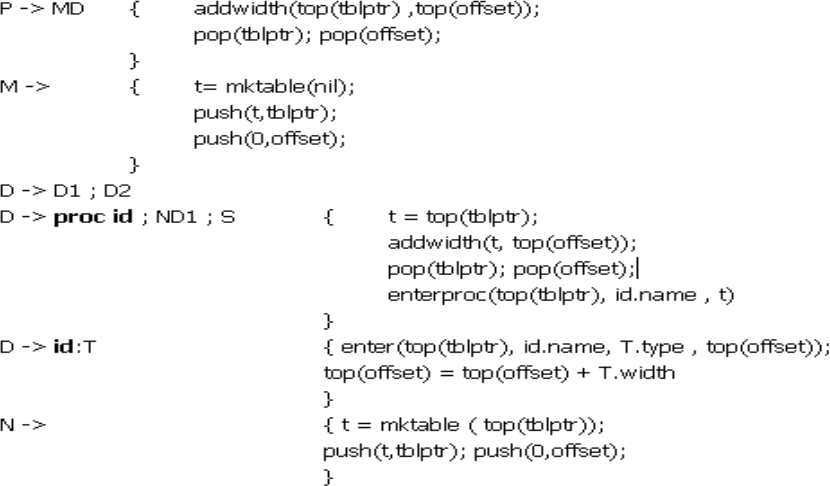 P -> MD { addwidth(top(tblptr) ,top(offset));
pop(tblptr); pop(offset);
}
M -> { t= mktable(nil);
push(t,tblptr);
push(0,offset);
}
D -> D1 ; D2
D -> proc id ; ND1 ; S { t = top(tblptr);
addwidth(t, top(offset));
pop(tblptr); pop(offset);
enterproc(top(tblptr), id.name , t)
}
D -> id:T { enter(top(tblptr), id.name, T.type , top(offset));
top(offset) = top(offset) + T.width
}
N -> { t = mktable ( top(tblptr));
push(t,tblptr); push(0,offset);
}